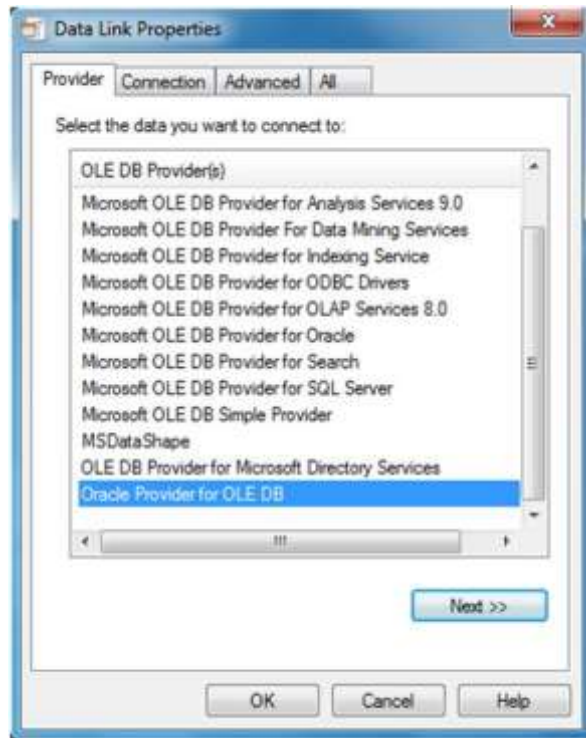 Data Link Properties
Provider Connection Advanced All
Select the data you want to connect to:
OLE DB Provider(s)
Microsoft OLE DB Provider for Analysis Services 9.0
Microsoft OLE DB Provider For Data Mining Services
Microsoft OLE DB Provider for Indexing Service
Microsoft OLE DB Provider for ODBC Drivers
Microsoft OLE DB Provider for OLAP Services 8.0
Microsoft OLE DB Provider for Oracle
Microsoft OLE DB Provider for Search
Microsoft OLE DB Provider for SQL Server
Microsoft OLE DB Simple Provider
MSDataShape
OLE DB Provider for Microsoft Directory Services
Oracle Provider for OLE DB
Next >>
OK Cancel Help